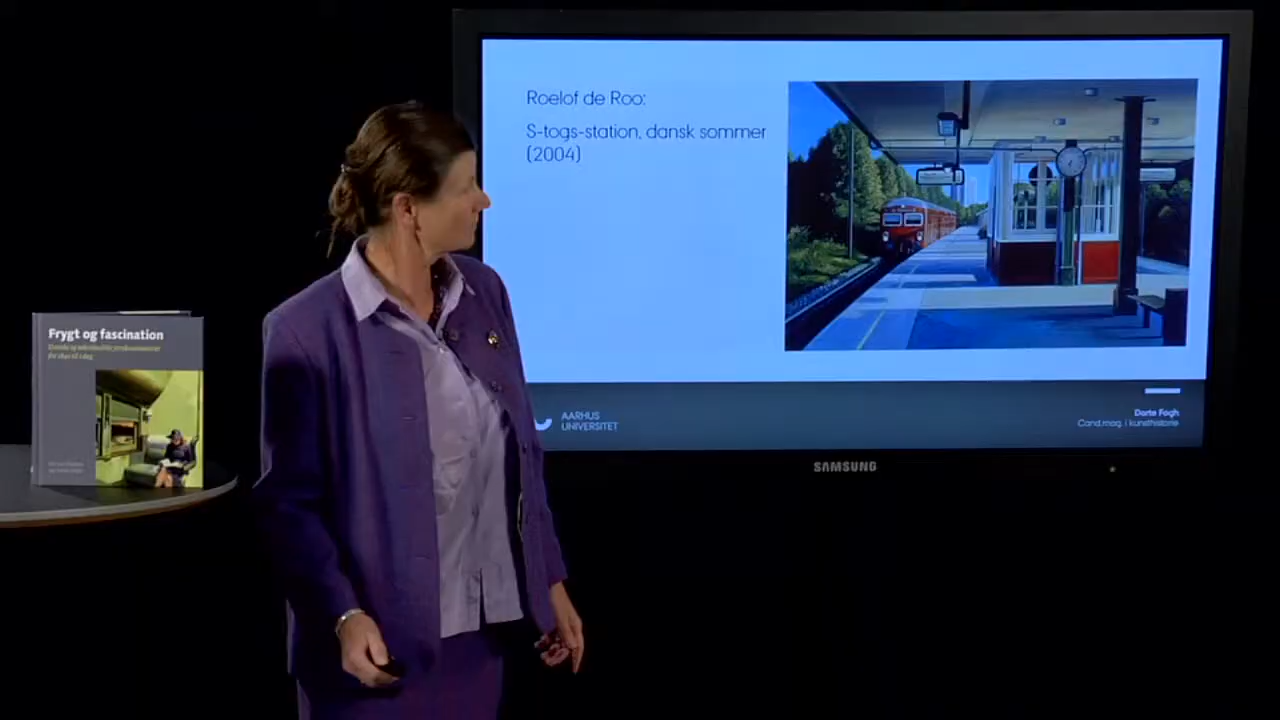 Roelof de Roo:
S-togs-station, dansk sommer
(2004)
Frygt og fascination
AARHUS
UNIVERSITET
Dorte Fogh
Cand.mag. i kunsthistorie
SAMSUNG